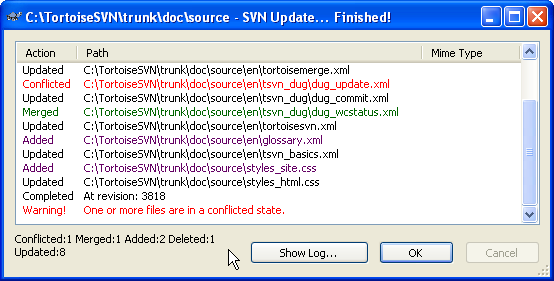 C:\TortoiseSVN\trunk\doc\source - SVN Update... Finished!
Action Path Mime Type
Updated C:\TortoiseSVN\trunk\doc\source\en\tortoisemerge.xml
Conflicted C:\TortoiseSVN\trunk\doc\source\en\tsvn_dug\dug_update.xml
Updated C:\TortoiseSVN\trunk\doc\source\en\tsvn_dug\dug_commit.xml
Merged C:\TortoiseSVN\trunk\doc\source\en\tsvn_dug\dug_wcstatus.xml
Updated C:\TortoiseSVN\trunk\doc\source\en\tortoisesvn.xml
Added C:\TortoiseSVN\trunk\doc\source\en\glossary.xml
Updated C:\TortoiseSVN\trunk\doc\source\en\tsvn_basics.xml
Added C:\TortoiseSVN\trunk\doc\source\styles_site.css
Updated C:\TortoiseSVN\trunk\doc\source\styles_html.css
Completed At revision: 3818
Warning! One or more files are in a conflicted state.
Conflicted:1 Merged:1 Added:2 Deleted:1
Updated:8
Show Log... OK Cancel